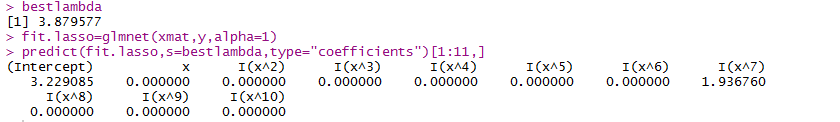 > bestlambda
[1] 3.879577
> fit.lasso=glmnet(xmat,y,alpha=1)
> predict(fit.lasso,s=bestlambda,type="coefficients")[1:11,]
(Intercept) x I(x^2) I(x^3) I(x^4) I(x^5) I(x^6) I(x^7)
3.229085 0.000000 0.000000 0.000000 0.000000 0.000000 0.000000 1.936760
I(x^8) I(x^9) I(x^10)
0.000000 0.000000 0.000000